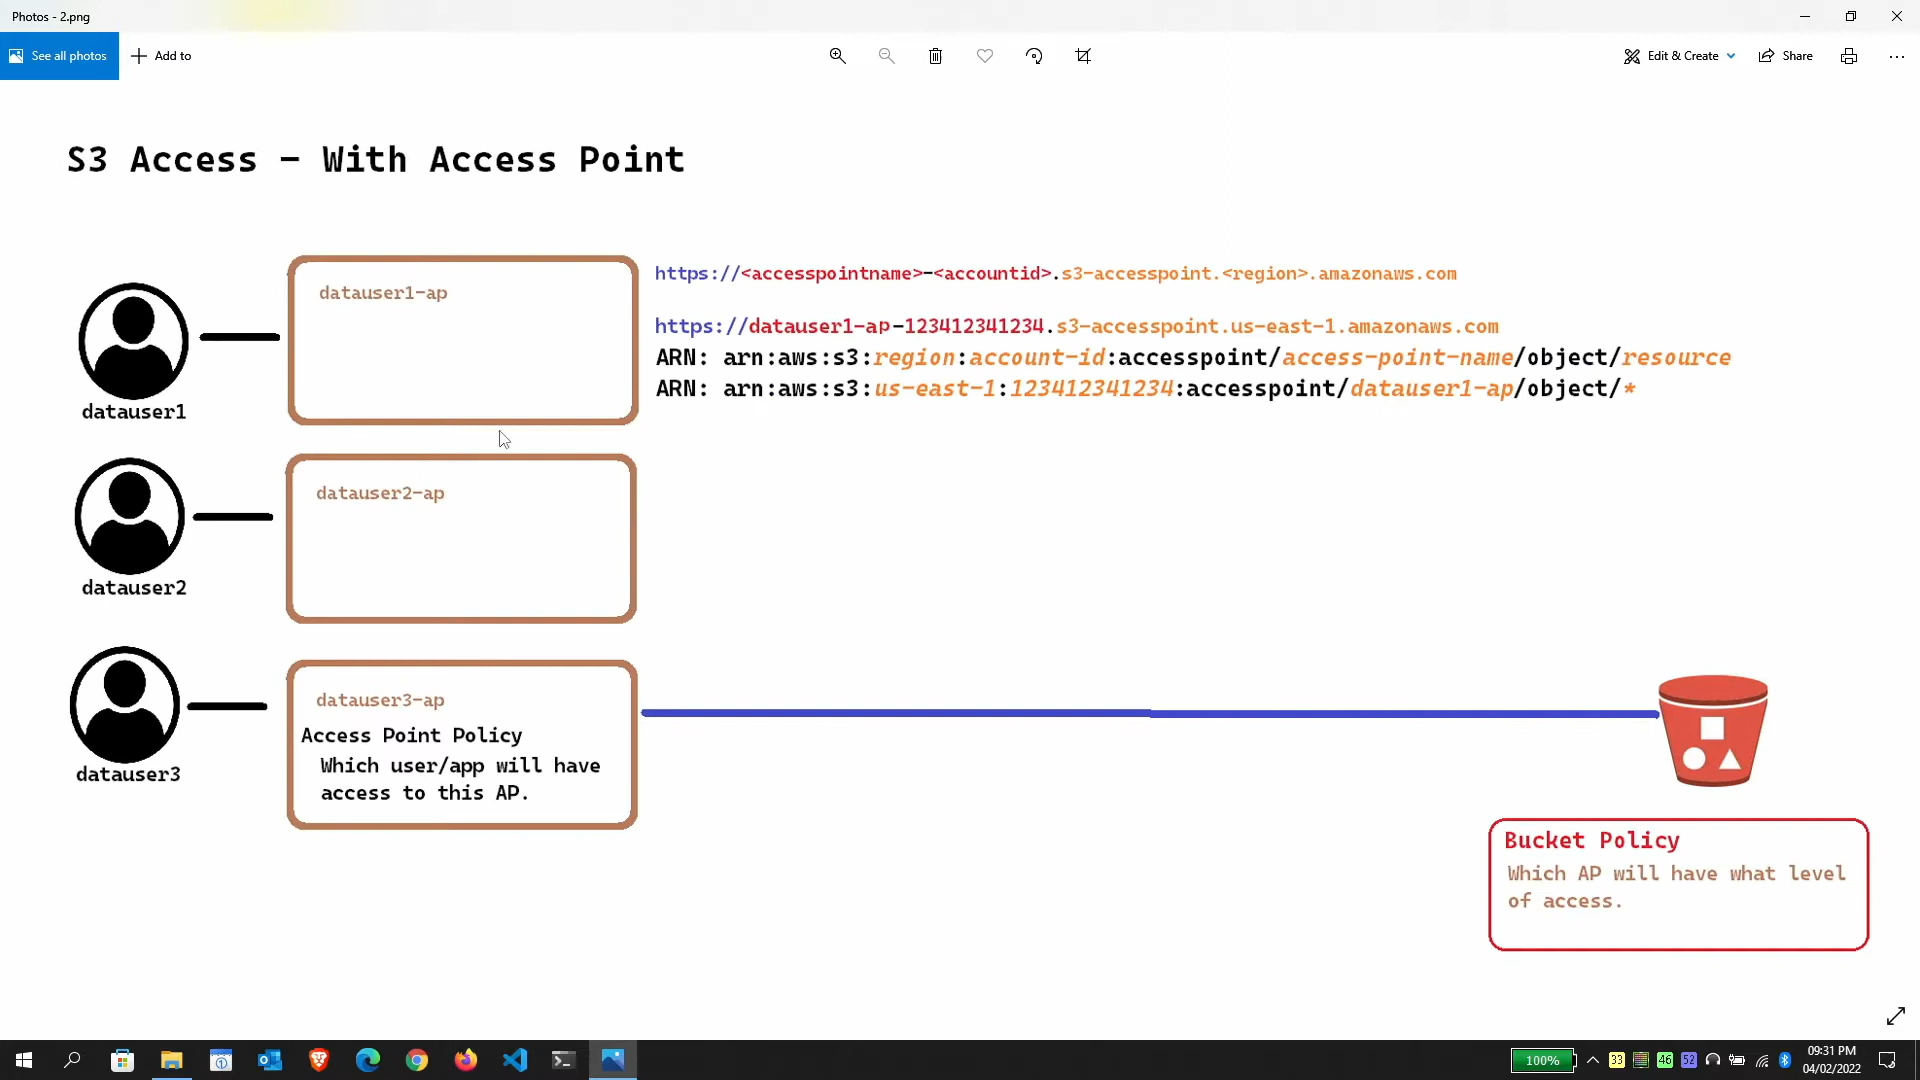 Photos - 2.png
See all photos
Add to
Edit & Create
Share
S3 Access - With Access Point
datauser1-ap
https://<accesspointname>-<accountid>.s3-accesspoint.<region>.amazonaws.com
https://datauser1-ap-123412341234.s3-accesspoint.us-east-1.amazonaws.com
ARN: arn:aws:s3:region:account-id:accesspoint/access-point-name/object/resource
ARN: arn:aws:s3:us-east-1:123412341234:accesspoint/datauser1-ap/object/*
datauser1
datauser2-ap
datauser2
datauser3-ap
Access Point Policy
Which user/app will have
access to this AP.
datauser3
Bucket Policy
Which AP will have what level
of access.
100%
33
46
52
09:31 PM
04/02/2022